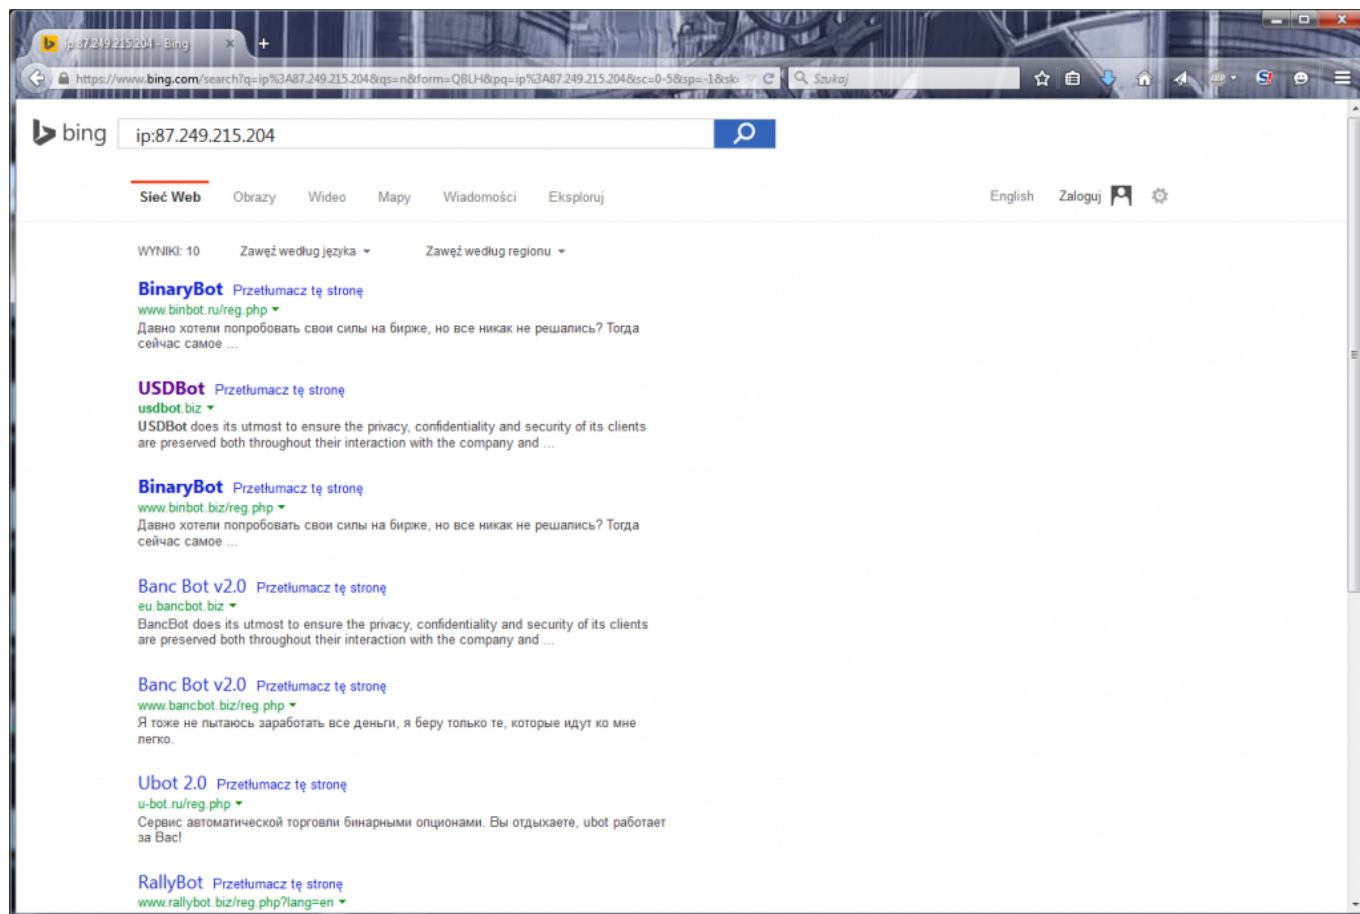 ip:87.249.215.204 - Bing
https://www.bing.com/search?q=ip%3A87.249.215.204&qs=n&form=QBLH&pq=ip%3A87.249.215.204&sc=0-5&sp=-1&sk=
Szukaj
bing
ip:87.249.215.204
Sieć Web Obrazy Wideo Mapy Wiadomości Eksploruj English Zaloguj
WYNIKI: 10 Zawęź według języka Zawęź według regionu
BinaryBot Przetłumacz tę stronę
www.binbot.ru/reg.php
Давно хотели попробовать свои силы на бирже, но все никак не решались? Тогда
сейчас самое ...
USDBot Przetłumacz tę stronę
usdbot.biz
USDBot does its utmost to ensure the privacy, confidentiality and security of its clients
are preserved both throughout their interaction with the company and ...
BinaryBot Przetłumacz tę stronę
www.binbot.biz/reg.php
Давно хотели попробовать свои силы на бирже, но все никак не решались? Тогда
сейчас самое ...
Banc Bot v2.0 Przetłumacz tę stronę
eu.bancbot.biz
BancBot does its utmost to ensure the privacy, confidentiality and security of its clients
are preserved both throughout their interaction with the company and ...
Banc Bot v2.0 Przetłumacz tę stronę
www.bancbot.biz/reg.php
Я тоже не пытаюсь заработать все деньги, я беру только те, которые идут ко мне
легко.
Ubot 2.0 Przetłumacz tę stronę
u-bot.ru/reg.php
Сервис автоматической торговли бинарными опционами. Вы отдыхаете, ubot работает
за Вас!
RallyBot Przetłumacz tę stronę
www.rallybot.biz/reg.php?lang=en